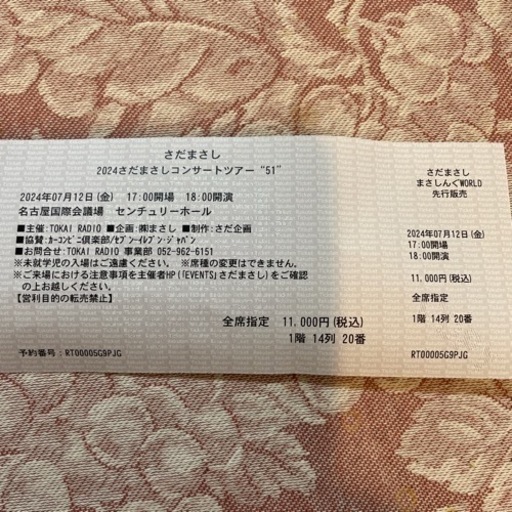 さだまさし
2024さだまさしコンサートツアー“51”
2024年07月12日(金) 17:00開場 18:00開演
名古屋国際会議場 センチュリーホール
■主催:TOKAI RADIO ■企画:㈱まさし ■制作:さだ企画
■協賛:カーコンビニ倶楽部/セブン-イレブン・ジャパン
■お問合せ:TOKAI RADIO 事業部 052-962-6151
※未就学児の入場はご遠慮ください。 ※席種の変更はできません。
※ご来場における注意事項を主催者HP(「EVENTS」さだまさし)をご確認
の上お越しください。
【営利目的の転売禁止】
全席指定 11,000円(税込)
1階 14列 20番
予約番号: RT00005G9PJG
さだまさし
まさしんぐWORLD
先行販売
2024年07月12日(金)
17:00開場
18:00開演
11,000円(税込)
全席指定
1階 14列 20番
RT00005G9PJG